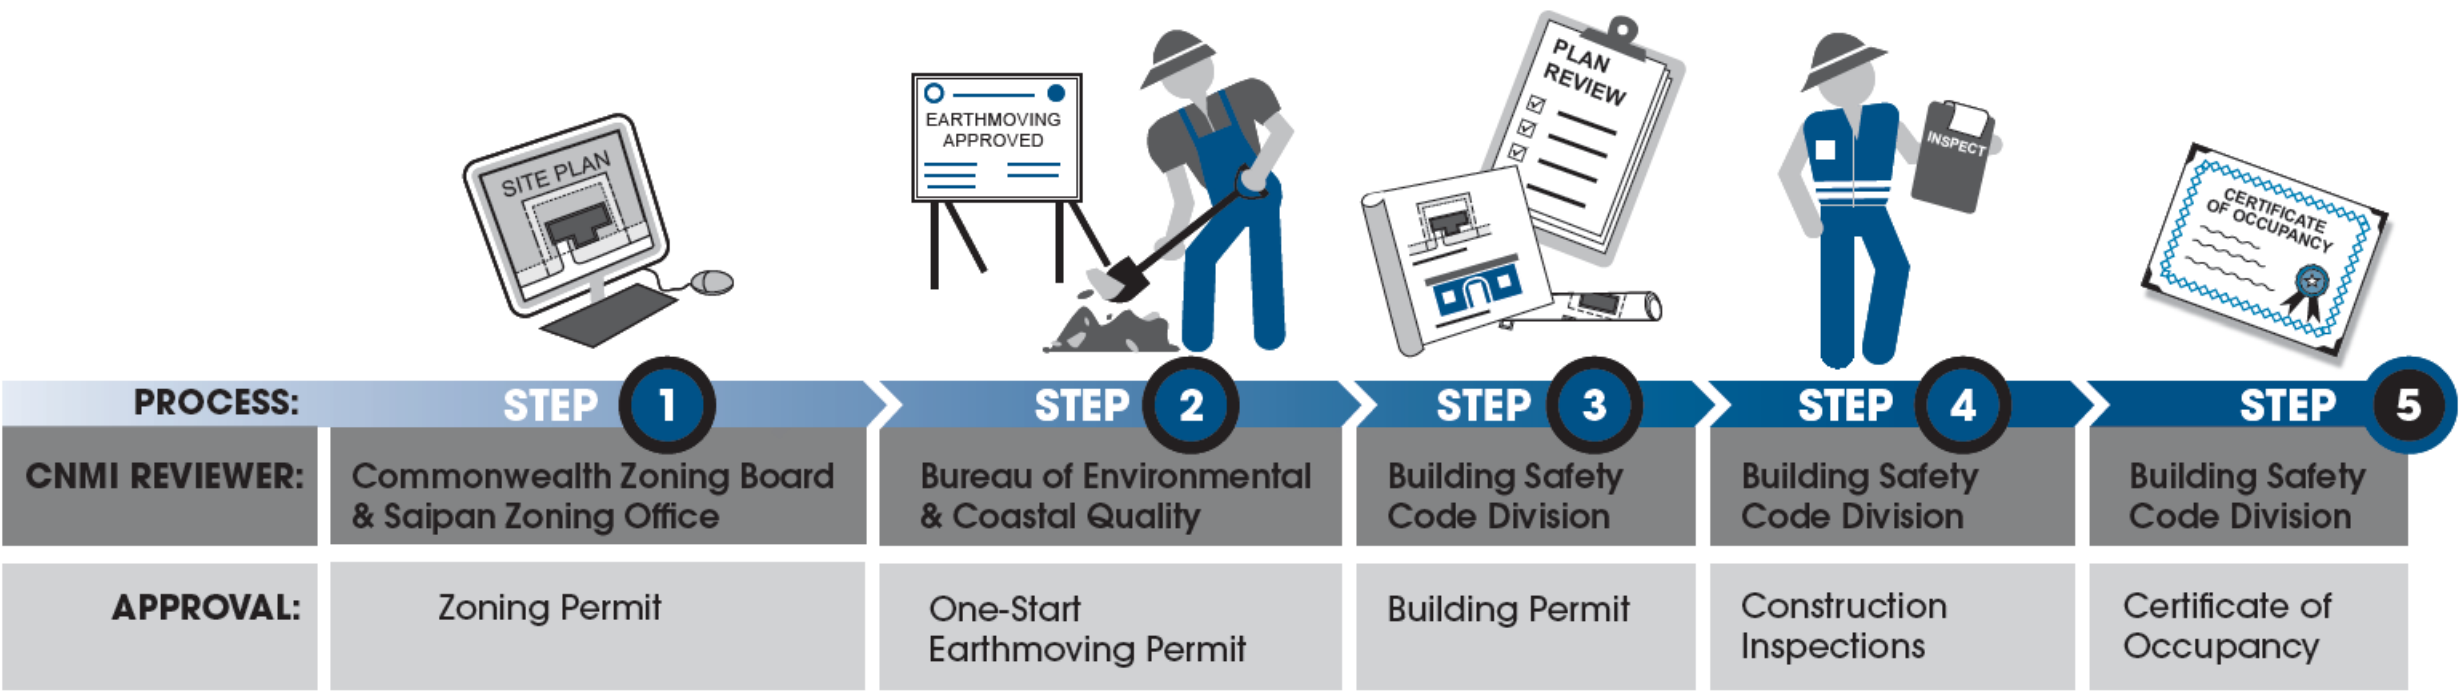 SITE PLAN
EARTHMOVING
APPROVED
PLAN
REVIEW
INSPECT
CERTIFICATE
OF OCCUPANCY
PROCESS:
STEP 1
STEP 2
STEP 3
STEP 4
STEP 5
CNMI REVIEWER:
Commonwealth Zoning Board
& Saipan Zoning Office
Bureau of Environmental
& Coastal Quality
Building Safety
Code Division
Building Safety
Code Division
Building Safety
Code Division
APPROVAL:
Zoning Permit
One-Start
Earthmoving Permit
Building Permit
Construction
Inspections
Certificate of
Occupancy